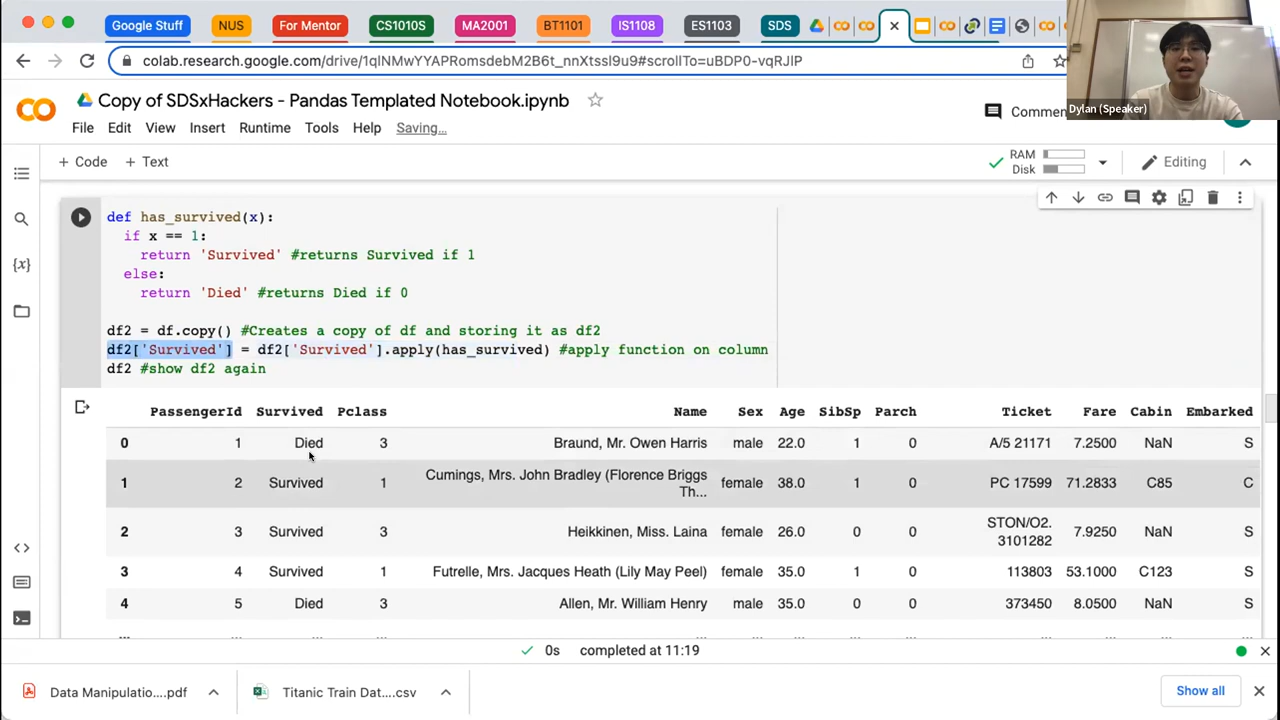 Google Stuff NUS For Mentor CS1010S MA2001 BT1101 IS1108 ES1103 SDS
colab.research.google.com/drive/1qlNMwYYAPRomsdebM2B6t_nnXtssl9u9#scrollTo=uBDP0-vqRJIP
Dylan (Speaker)
CO Copy of SDSxHackers - Pandas Templated Notebook.ipynb
Commen
File Edit View Insert Runtime Tools Help Saving...
+ Code + Text
RAM
Disk
Editing
def has_survived(x):
if x == 1:
return 'Survived' #returns Survived if 1
else:
return 'Died' #returns Died if 0
df2 = df.copy() #Creates a copy of df and storing it as df2
df2['Survived'] = df2['Survived'].apply(has_survived) #apply function on column
df2 #show df2 again
PassengerId Survived Pclass Name Sex Age SibSp Parch Ticket Fare Cabin Embarked
0 1 Died 3 Braund, Mr. Owen Harris male 22.0 1 0 A/5 21171 7.2500 NaN S
1 2 Survived 1 Cumings, Mrs. John Bradley (Florence Briggs Th... female 38.0 1 0 PC 17599 71.2833 C85 C
2 3 Survived 3 Heikkinen, Miss. Laina female 26.0 0 0 STON/O2. 3101282 7.9250 NaN S
3 4 Survived 1 Futrelle, Mrs. Jacques Heath (Lily May Peel) female 35.0 1 0 113803 53.1000 C123 S
4 5 Died 3 Allen, Mr. William Henry male 35.0 0 0 373450 8.0500 NaN S
... ... ... ... ... ... ... ... ... ... ... ... ...
0s completed at 11:19
Data Manipulatio....pdf Titanic Train Dat....csv Show all